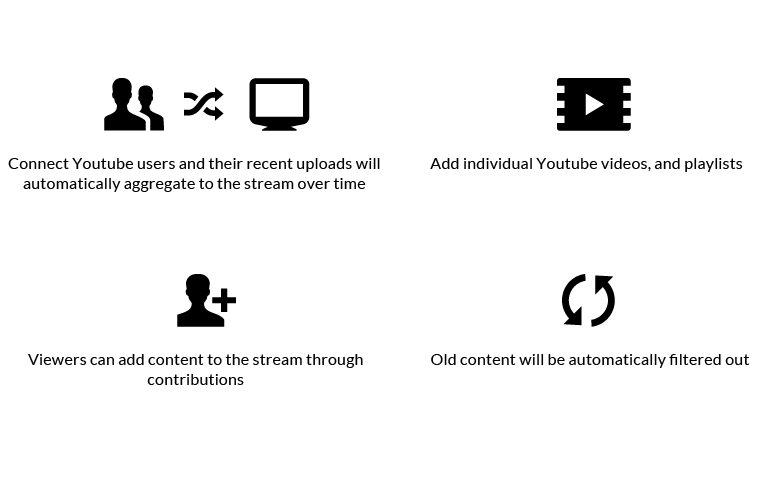 Connect Youtube users and their recent uploads will
automatically aggregate to the stream over time
Add individual Youtube videos, and playlists
Viewers can add content to the stream through
contributions
Old content will be automatically filtered out